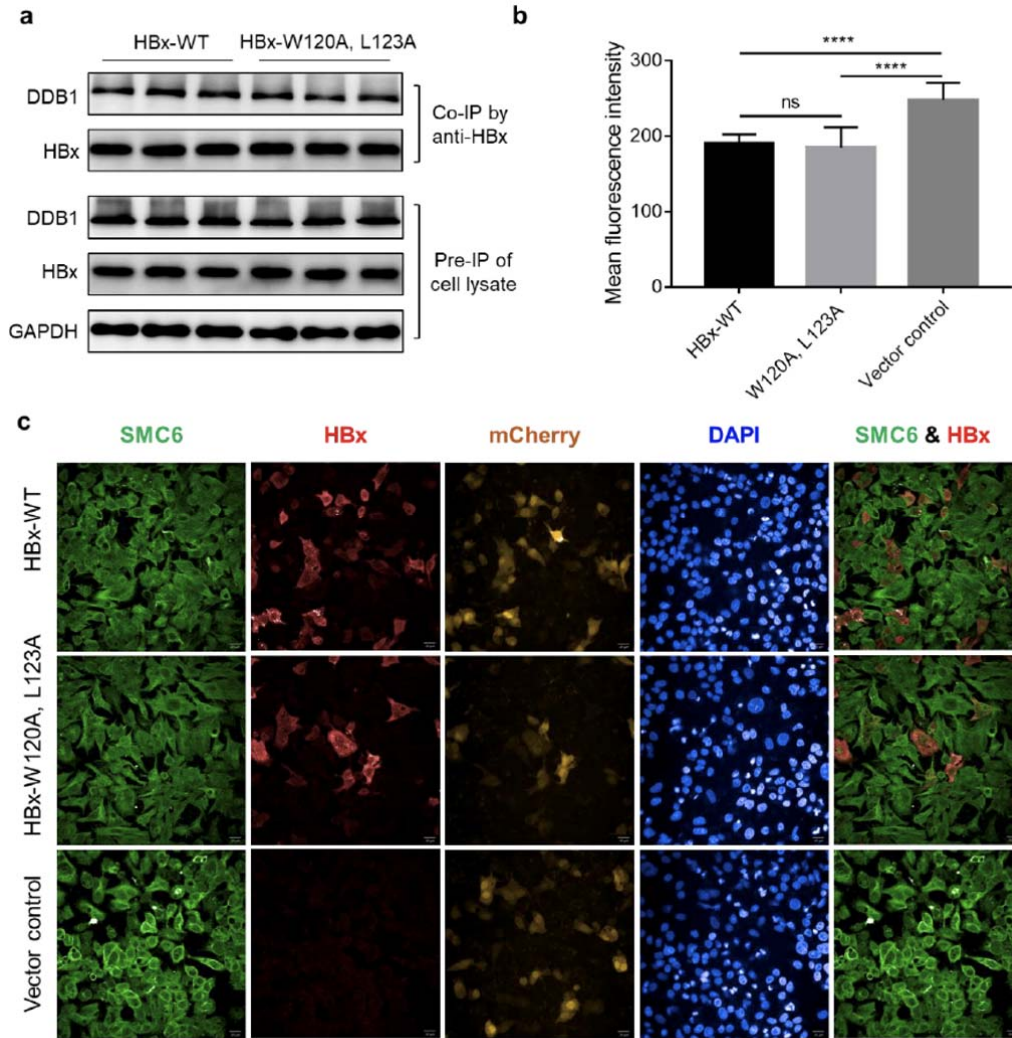 a
HBx-WT HBx-W120A, L123A
DDB1
HBx
Co-IP by
anti-HBx
DDB1
HBx
GAPDH
Pre-IP of
cell lysate
b
Mean fluorescence intensity
300
200
100
0
****
****
ns
HBx-WT
W120A, L123A
Vector control
c
SMC6 HBx mCherry DAPI SMC6 & HBx
HBx-WT
HBx-W120A, L123A
Vector control